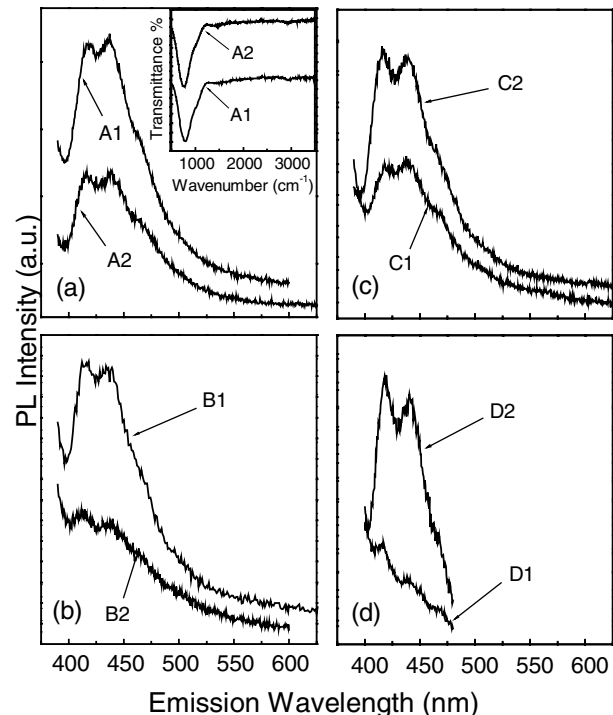 Transmittance %
A2
A1
1000 2000 3000
Wavenumber (cm⁻¹)
A1
A2
(a)
C2
C1
(c)
PL Intensity (a.u.)
B1
B2
(b)
D2
D1
(d)
400 450 500 550 600
400 450 500 550 600
Emission Wavelength (nm)